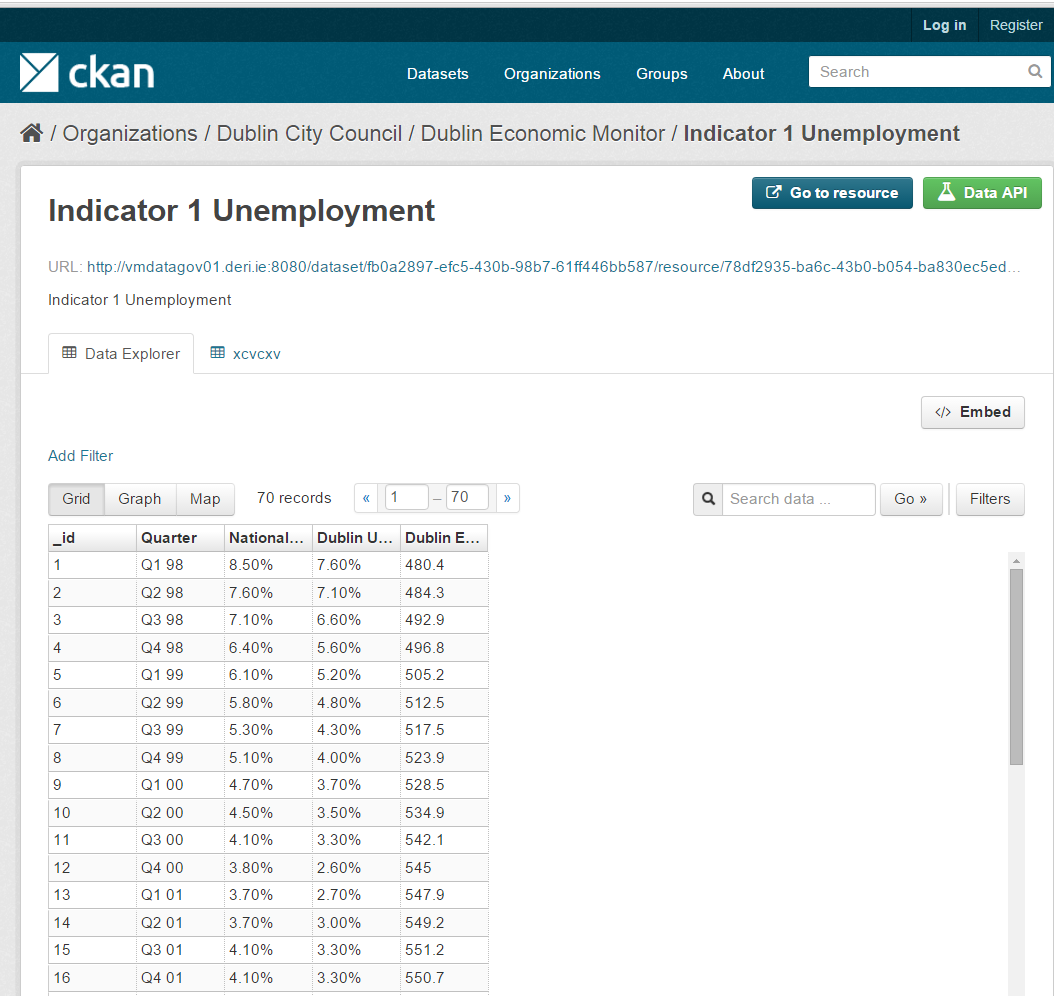 Log in Register
ckan Datasets Organizations Groups About Search
/ Organizations / Dublin City Council / Dublin Economic Monitor / Indicator 1 Unemployment
Go to resource Data API
Indicator 1 Unemployment
URL: http://vmdatagov01.deri.ie:8080/dataset/fb0a2897-efc5-430b-98b7-61ff446bb587/resource/78df2935-ba6c-43b0-b054-ba830ec5ed...
Indicator 1 Unemployment
Data Explorer xcvcxv
</> Embed
Add Filter
Grid Graph Map 70 records « 1 – 70 » Search data ... Go » Filters
_id Quarter National... Dublin U... Dublin E...
1 Q1 98 8.50% 7.60% 480.4
2 Q2 98 7.60% 7.10% 484.3
3 Q3 98 7.10% 6.60% 492.9
4 Q4 98 6.40% 5.60% 496.8
5 Q1 99 6.10% 5.20% 505.2
6 Q2 99 5.80% 4.80% 512.5
7 Q3 99 5.30% 4.30% 517.5
8 Q4 99 5.10% 4.00% 523.9
9 Q1 00 4.70% 3.70% 528.5
10 Q2 00 4.50% 3.50% 534.9
11 Q3 00 4.10% 3.30% 542.1
12 Q4 00 3.80% 2.60% 545
13 Q1 01 3.70% 2.70% 547.9
14 Q2 01 3.70% 3.00% 549.2
15 Q3 01 4.10% 3.30% 551.2
16 Q4 01 4.10% 3.30% 550.7